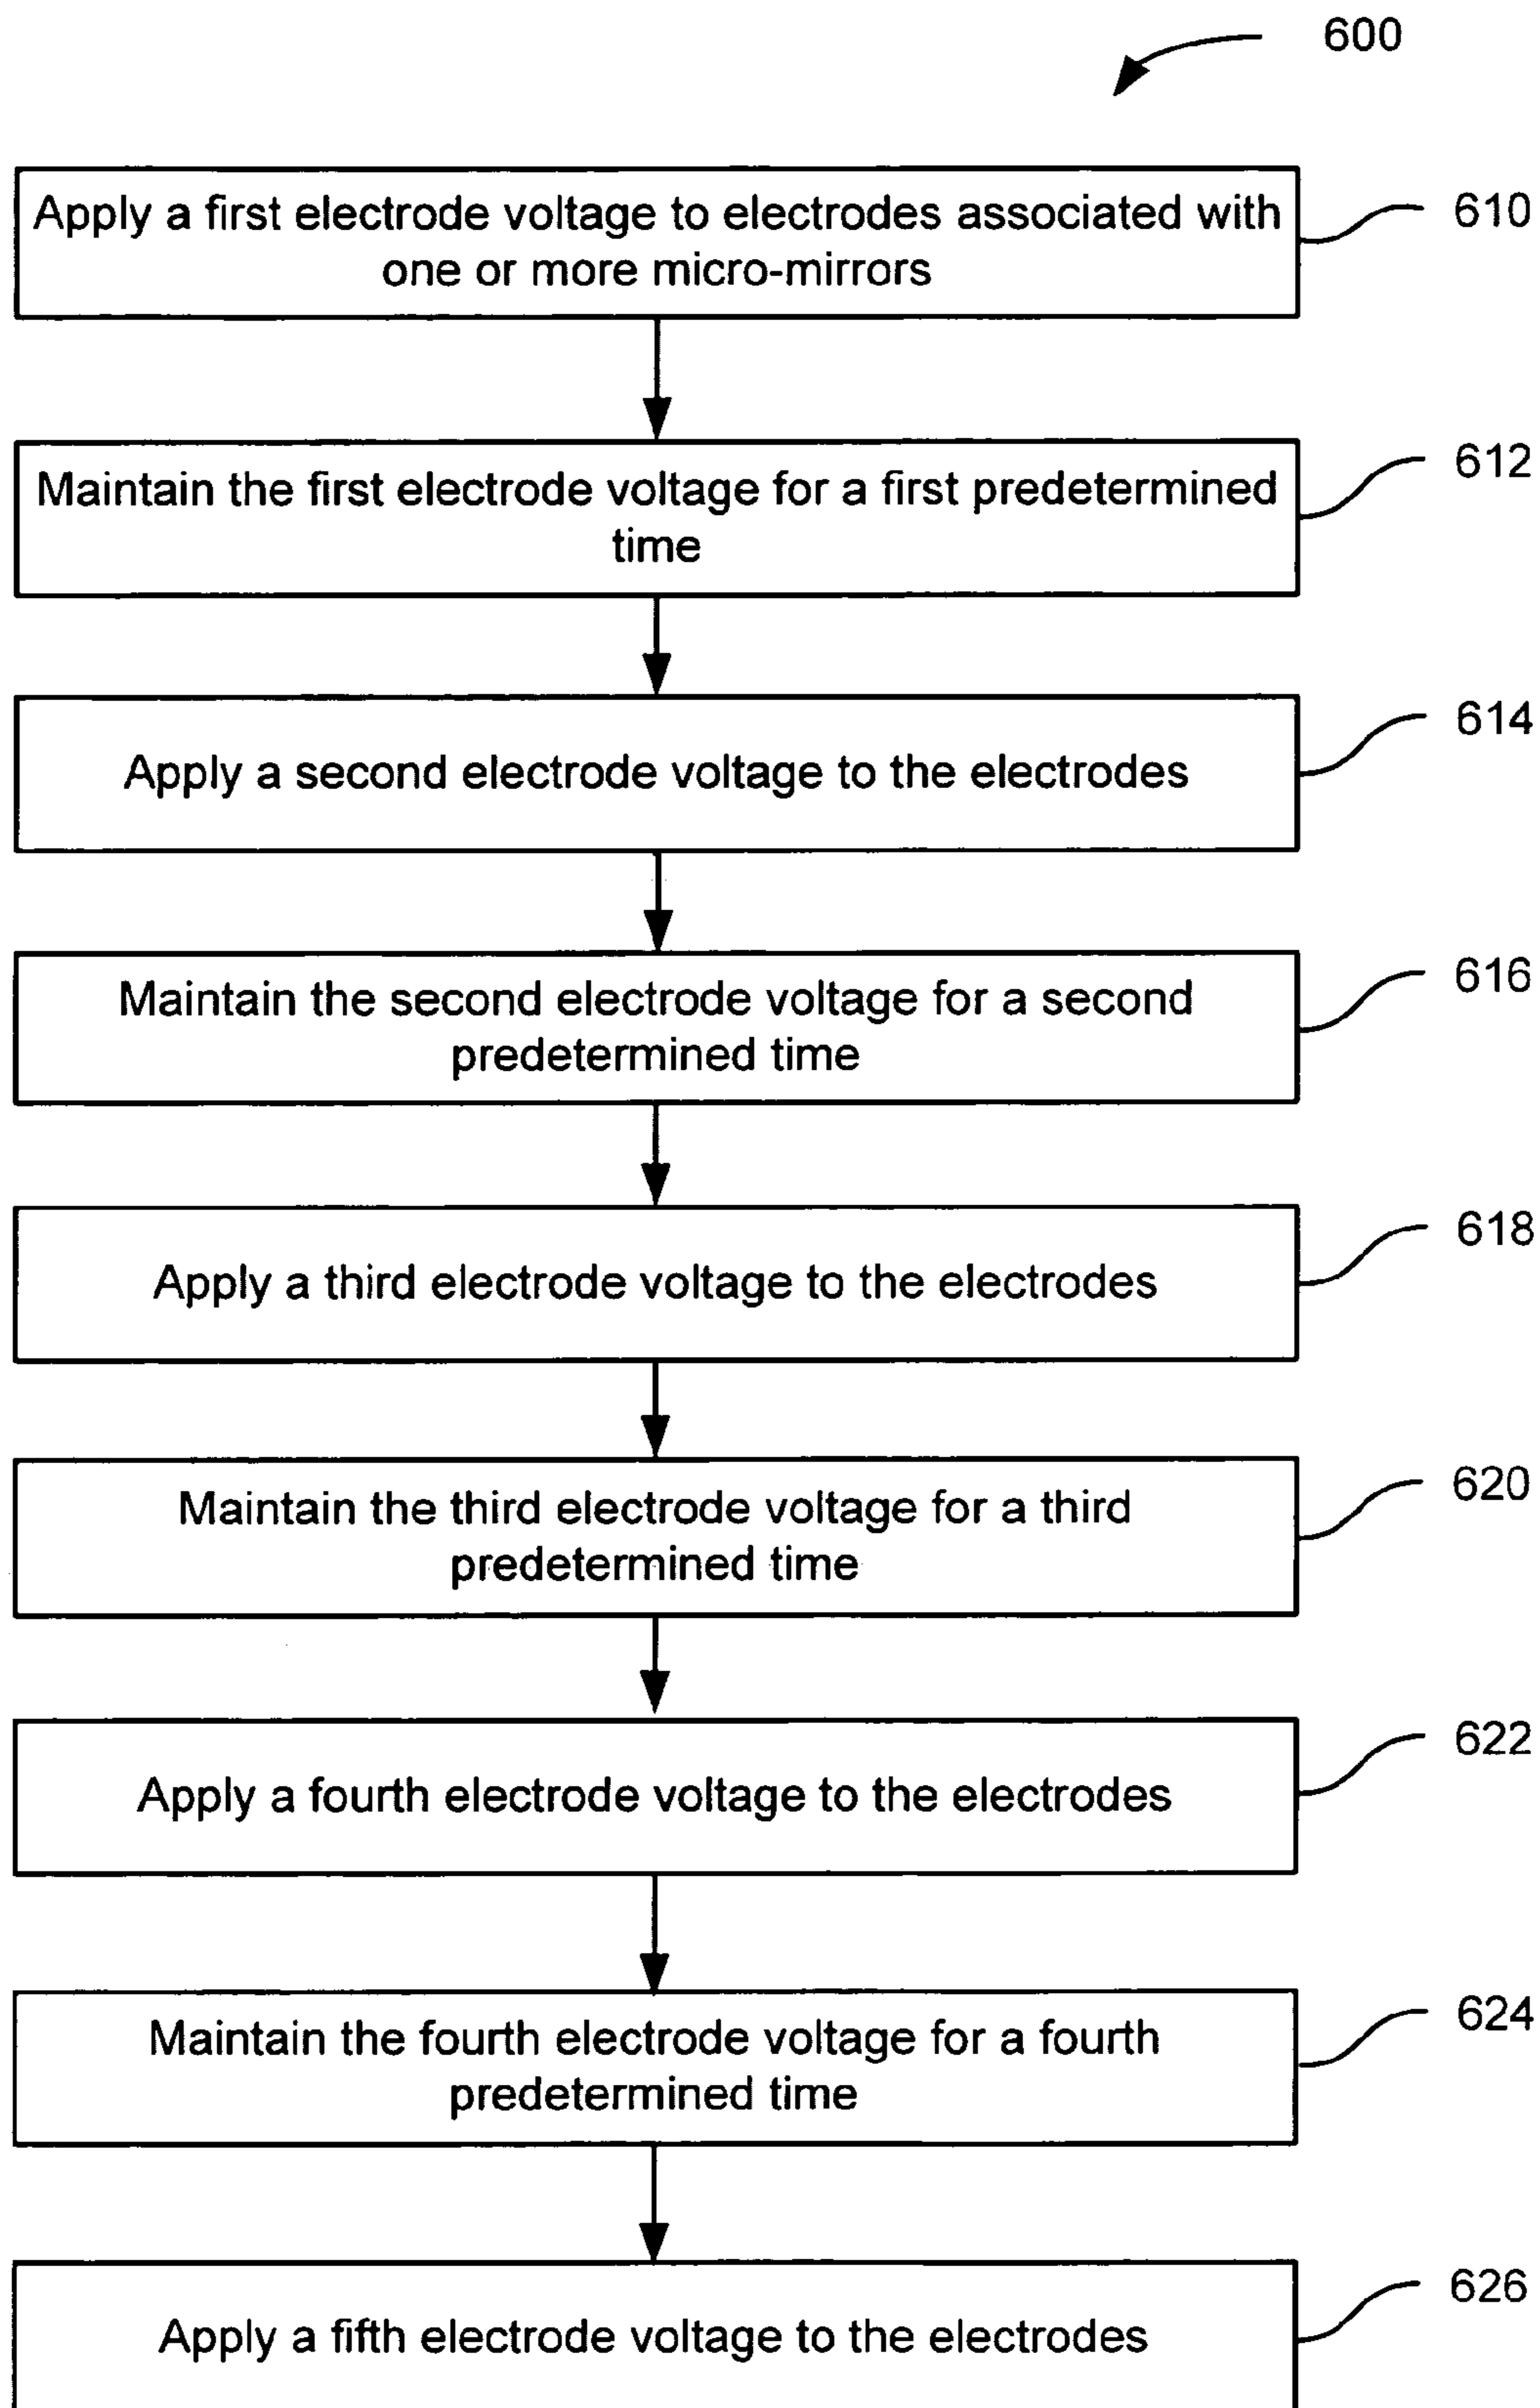 600
Apply a first electrode voltage to electrodes associated with
one or more micro-mirrors
610
Maintain the first electrode voltage for a first predetermined
time
612
Apply a second electrode voltage to the electrodes
614
Maintain the second electrode voltage for a second
predetermined time
616
Apply a third electrode voltage to the electrodes
618
Maintain the third electrode voltage for a third
predetermined time
620
Apply a fourth electrode voltage to the electrodes
622
Maintain the fourth electrode voltage for a fourth
predetermined time
624
Apply a fifth electrode voltage to the electrodes
626